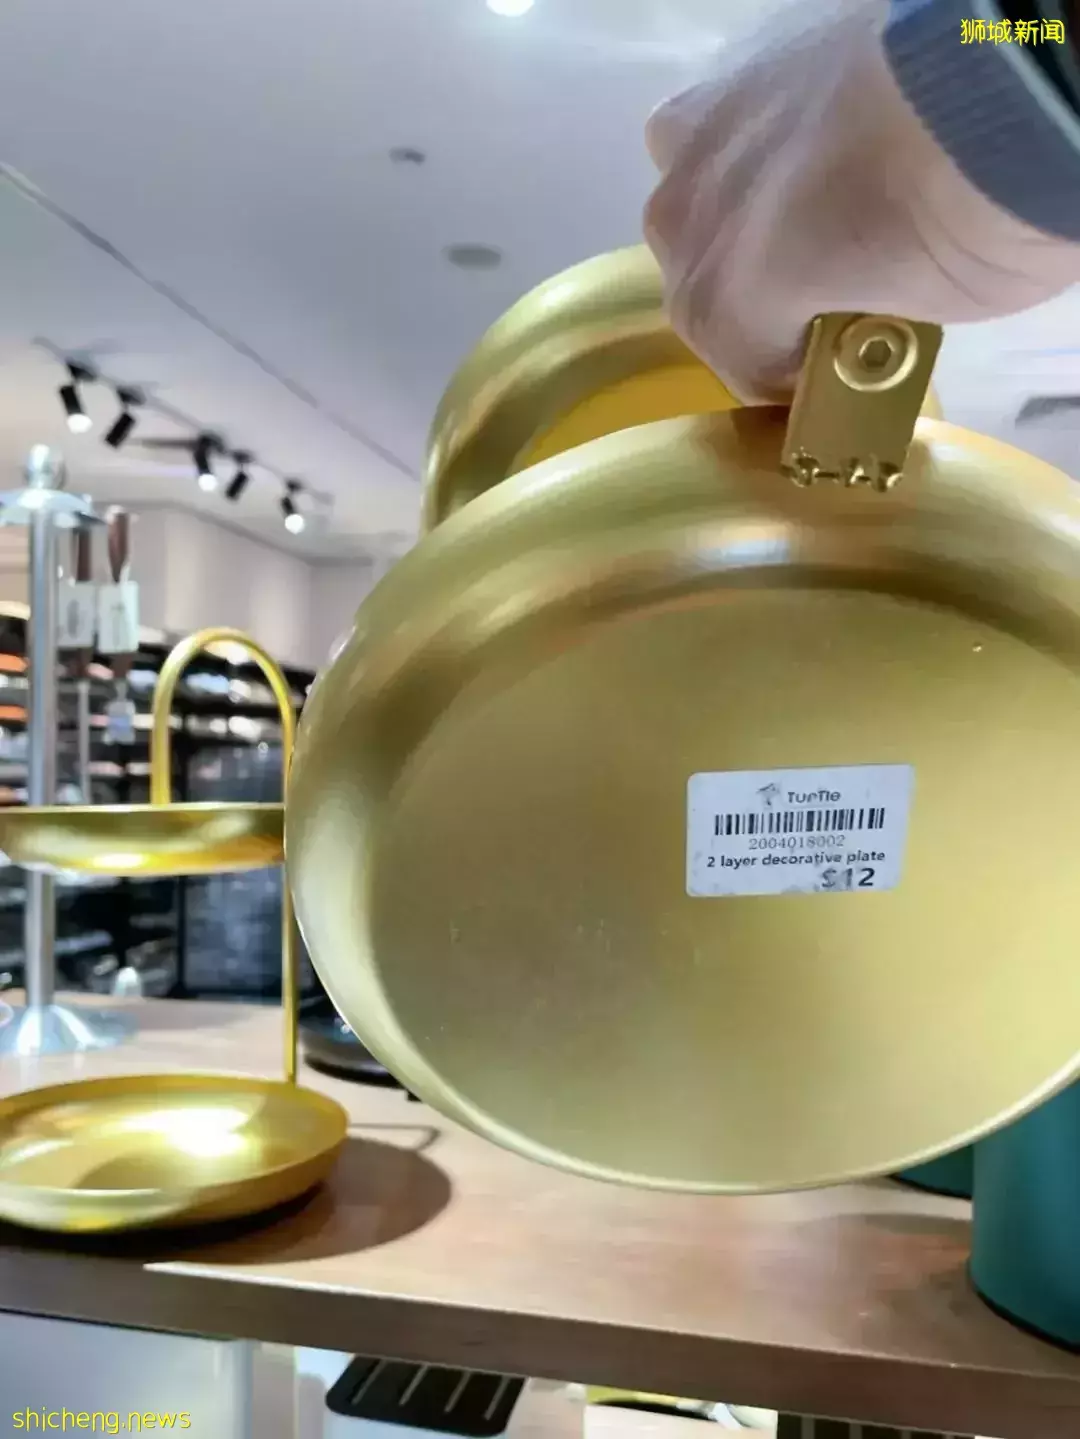 狮城新闻
TurTle
2004018002
2 layer decorative plate
$12
shicheng.news